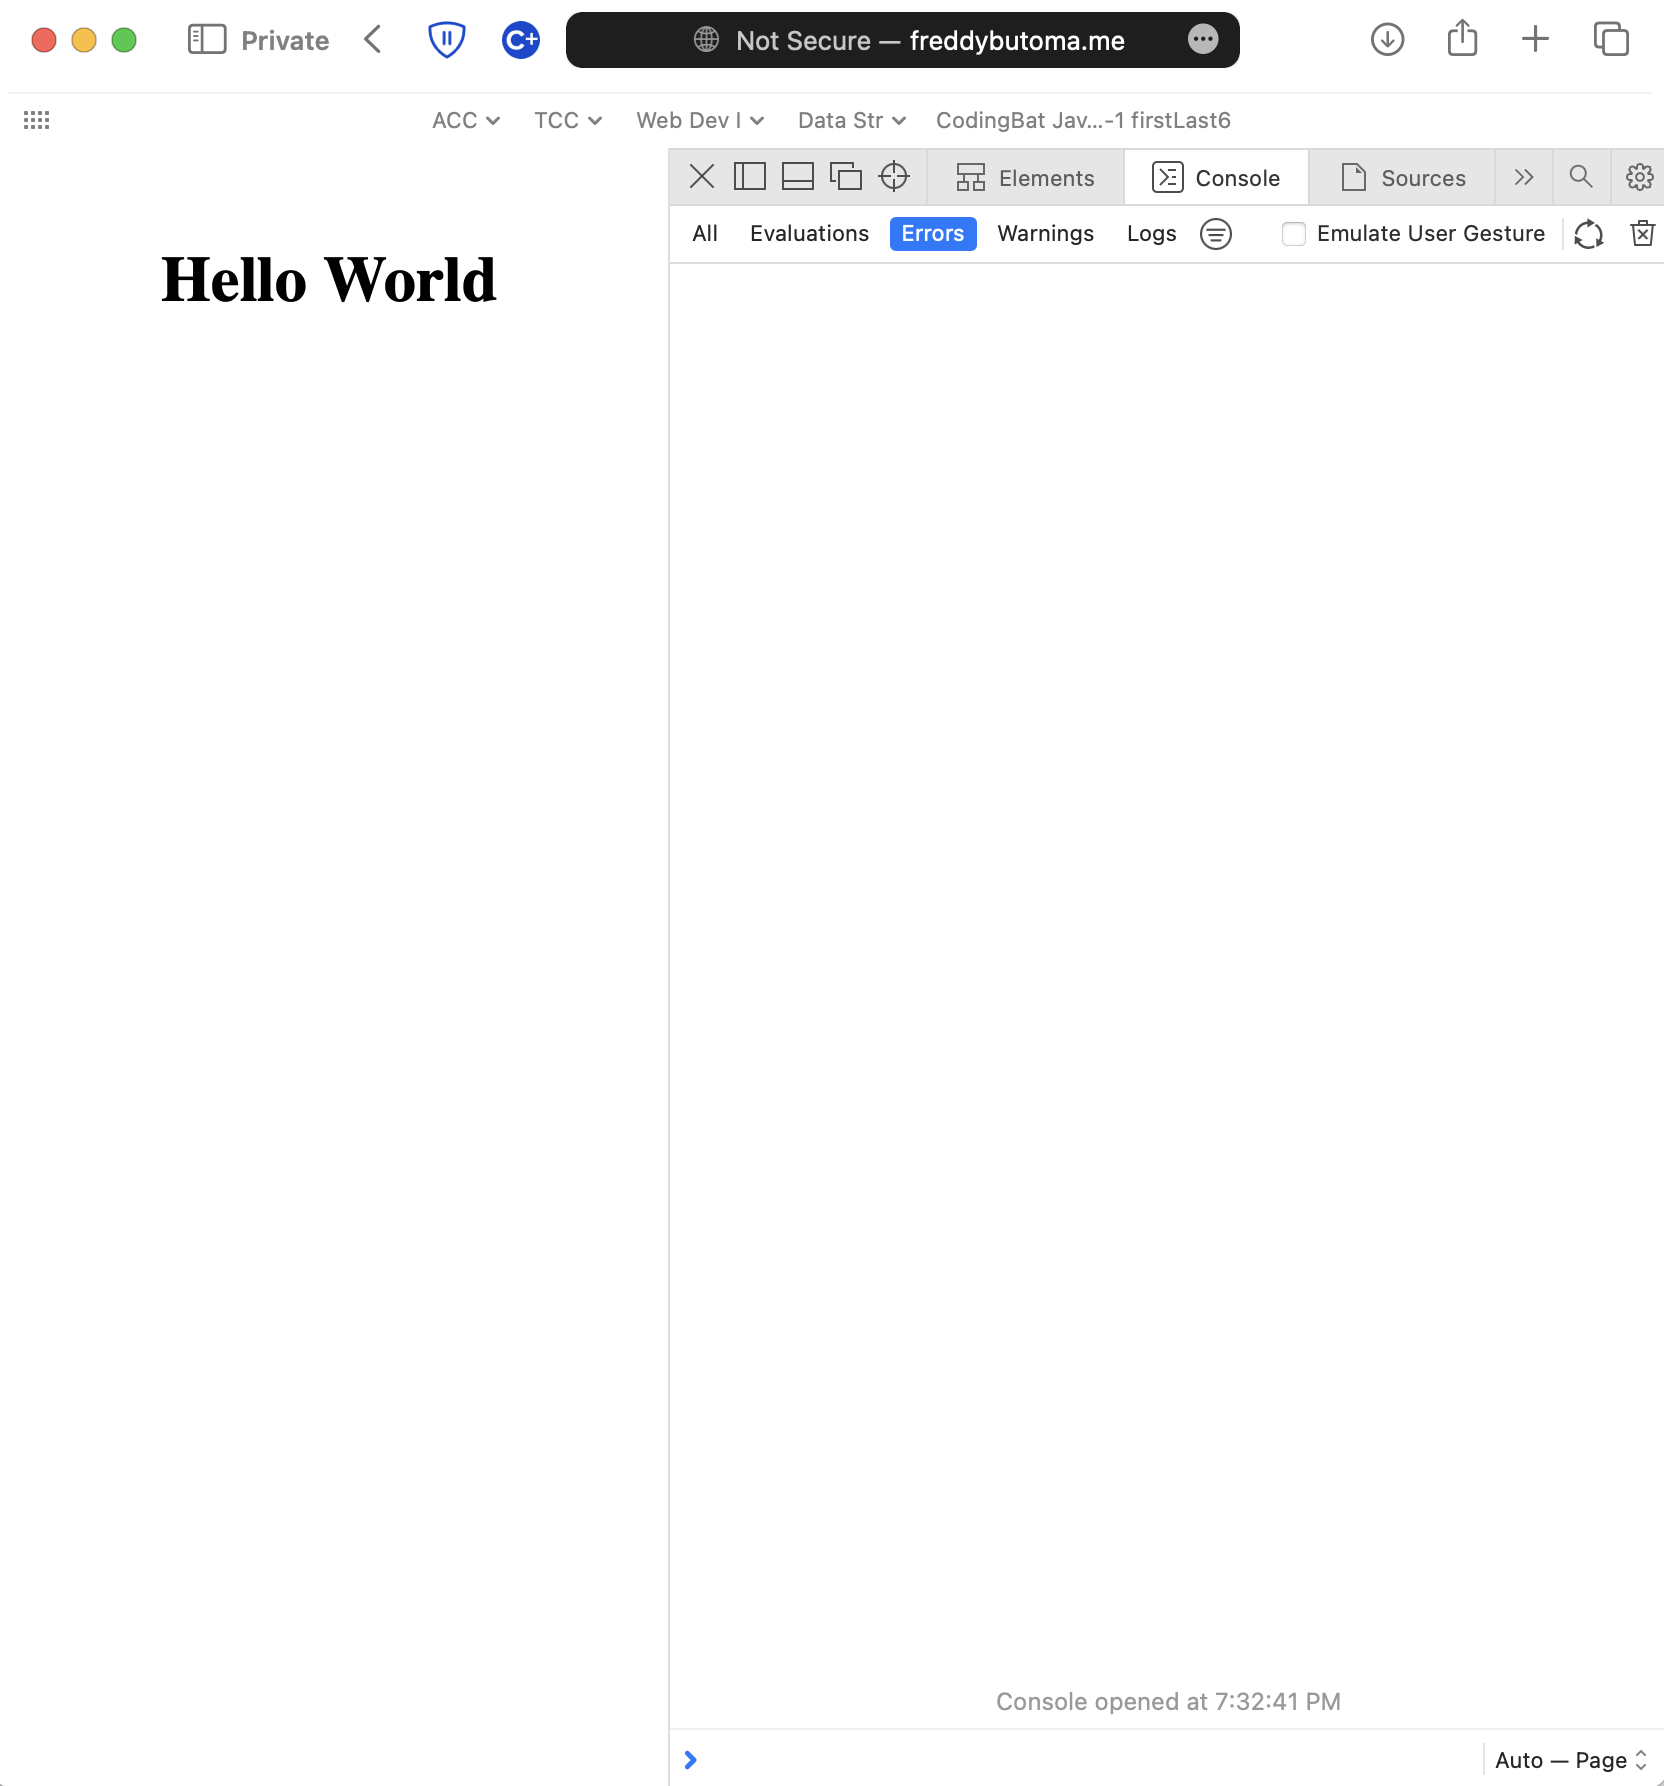 Private
C+
Not Secure — freddybutoma.me
ACC
TCC
Web Dev I
Data Str
CodingBat Jav...-1 firstLast6
Elements
Console
Sources
All
Evaluations
Errors
Warnings
Logs
Emulate User Gesture
Hello World
Console opened at 7:32:41 PM
Auto — Page